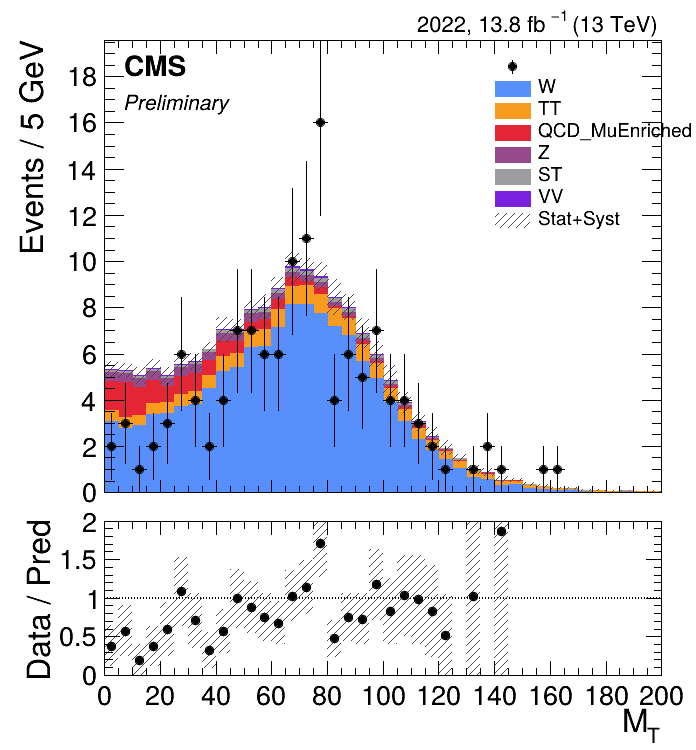 2022, 13.8 fb⁻¹ (13 TeV)
CMS
Preliminary
W
TT
QCD_MuEnriched
Z
ST
VV
Stat+Syst
Events / 5 GeV
18
16
14
12
10
8
6
4
2
0
Data / Pred
2
1.5
1
0.5
0
0 20 40 60 80 100 120 140 160 180 200
M_T